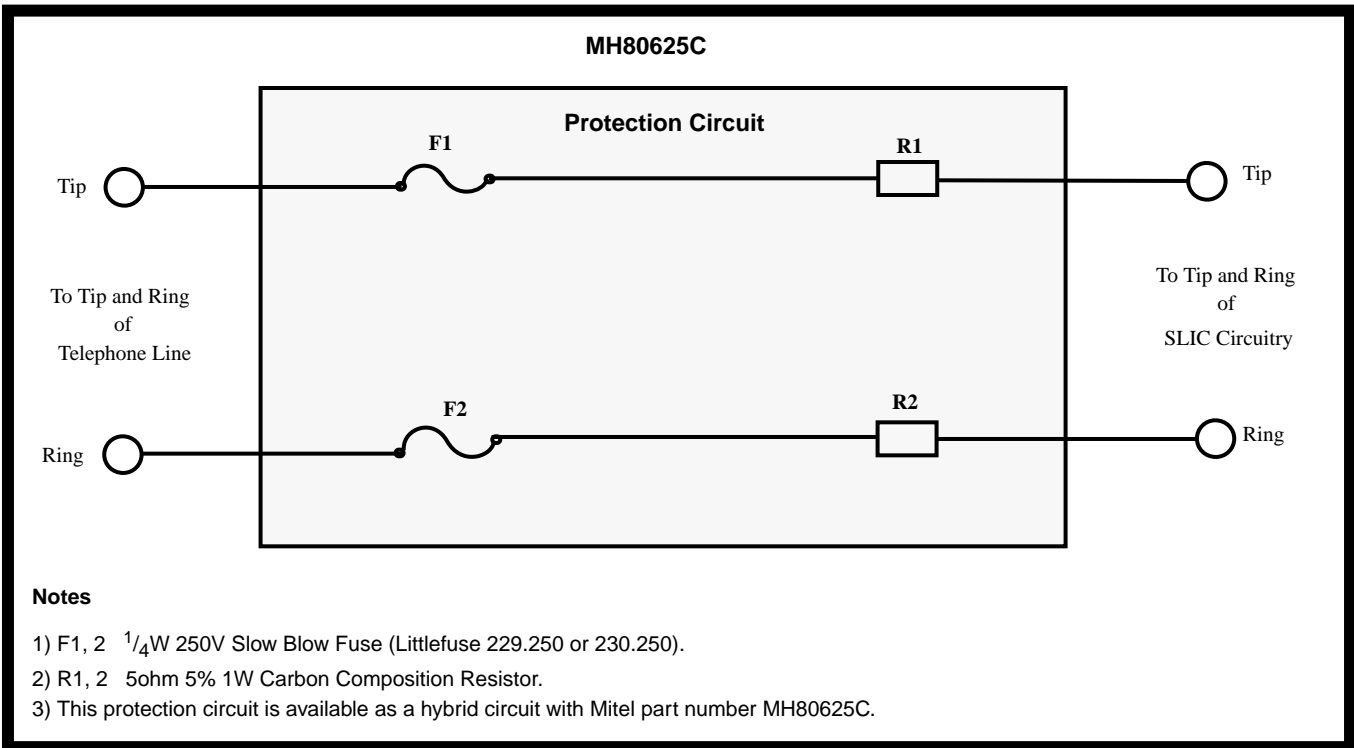 MH80625C
Protection Circuit
F1
R1
Tip
Tip
To Tip and Ring
of
Telephone Line
To Tip and Ring
of
SLIC Circuitry
F2
R2
Ring
Ring
Notes
1) F1, 2 1/4W 250V Slow Blow Fuse (Littlefuse 229.250 or 230.250).
2) R1, 2 5ohm 5% 1W Carbon Composition Resistor.
3) This protection circuit is available as a hybrid circuit with Mitel part number MH80625C.